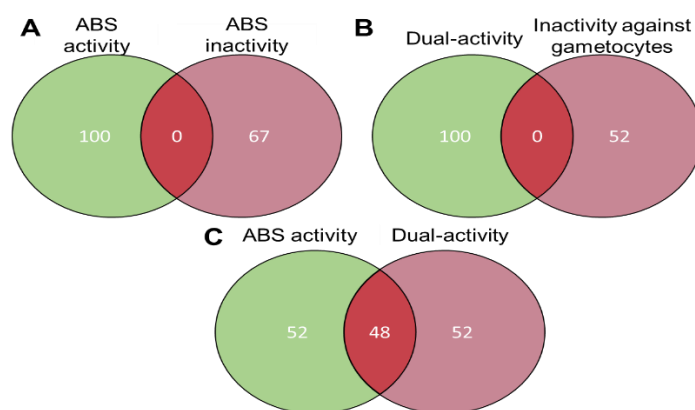 A
ABS
activity
ABS
inactivity
100
0
67
B
Dual-activity
Inactivity against
gametocytes
100
0
52
C
ABS activity
Dual-activity
52
48
52